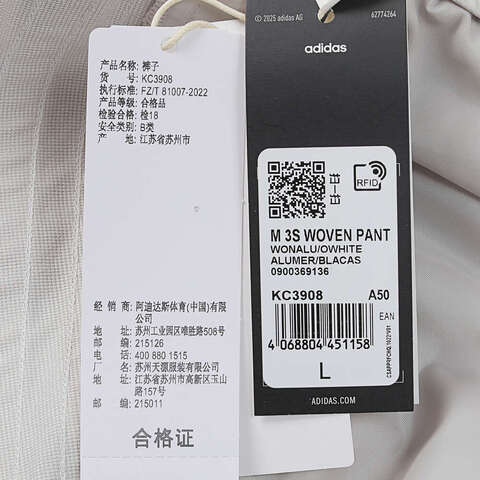 产品名称: 裤子
货 号: KC3908
执行标准: FZ/T 81007-2022
产品等级: 合格品
检验合格: 检18
安全类别: B类
产 地: 江苏省苏州市
经 销 商: 阿迪达斯体育(中国)有限
公司
地 址: 苏州工业园区唯胜路508号
邮 编: 215126
电 话: 400 880 1515
厂 名: 苏州天源服装有限公司
地 址: 江苏省苏州市高新区玉山
路157号
邮 编: 215011
合格证
© 2025 adidas AG
62774264
adidas
RFID
M 3S WOVEN PANT
WONALU/OWHITE
ALUMER/BLACAS
0900369136
KC3908 A50
EAN
4 068804 451158
L
ADIDAS.COM